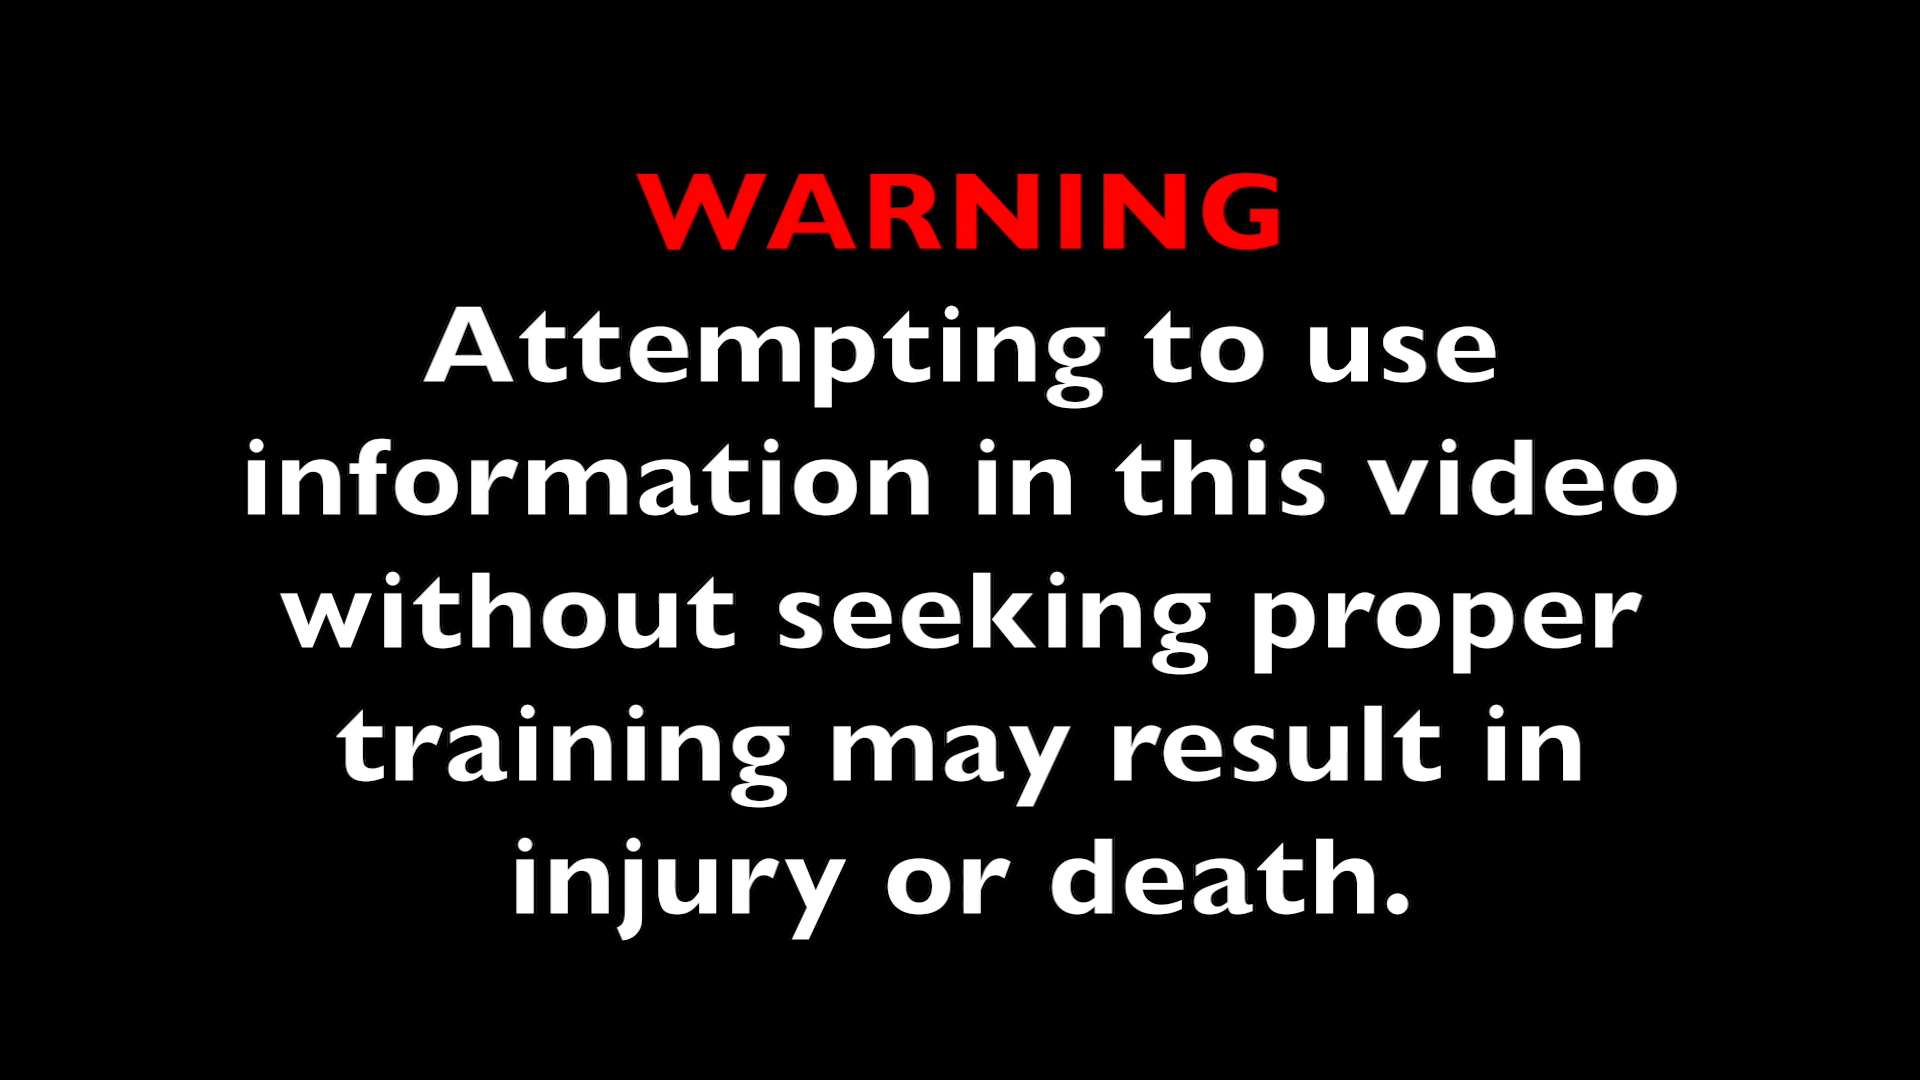 WARNING
Attempting to use
information in this video
without seeking proper
training may result in
injury or death.